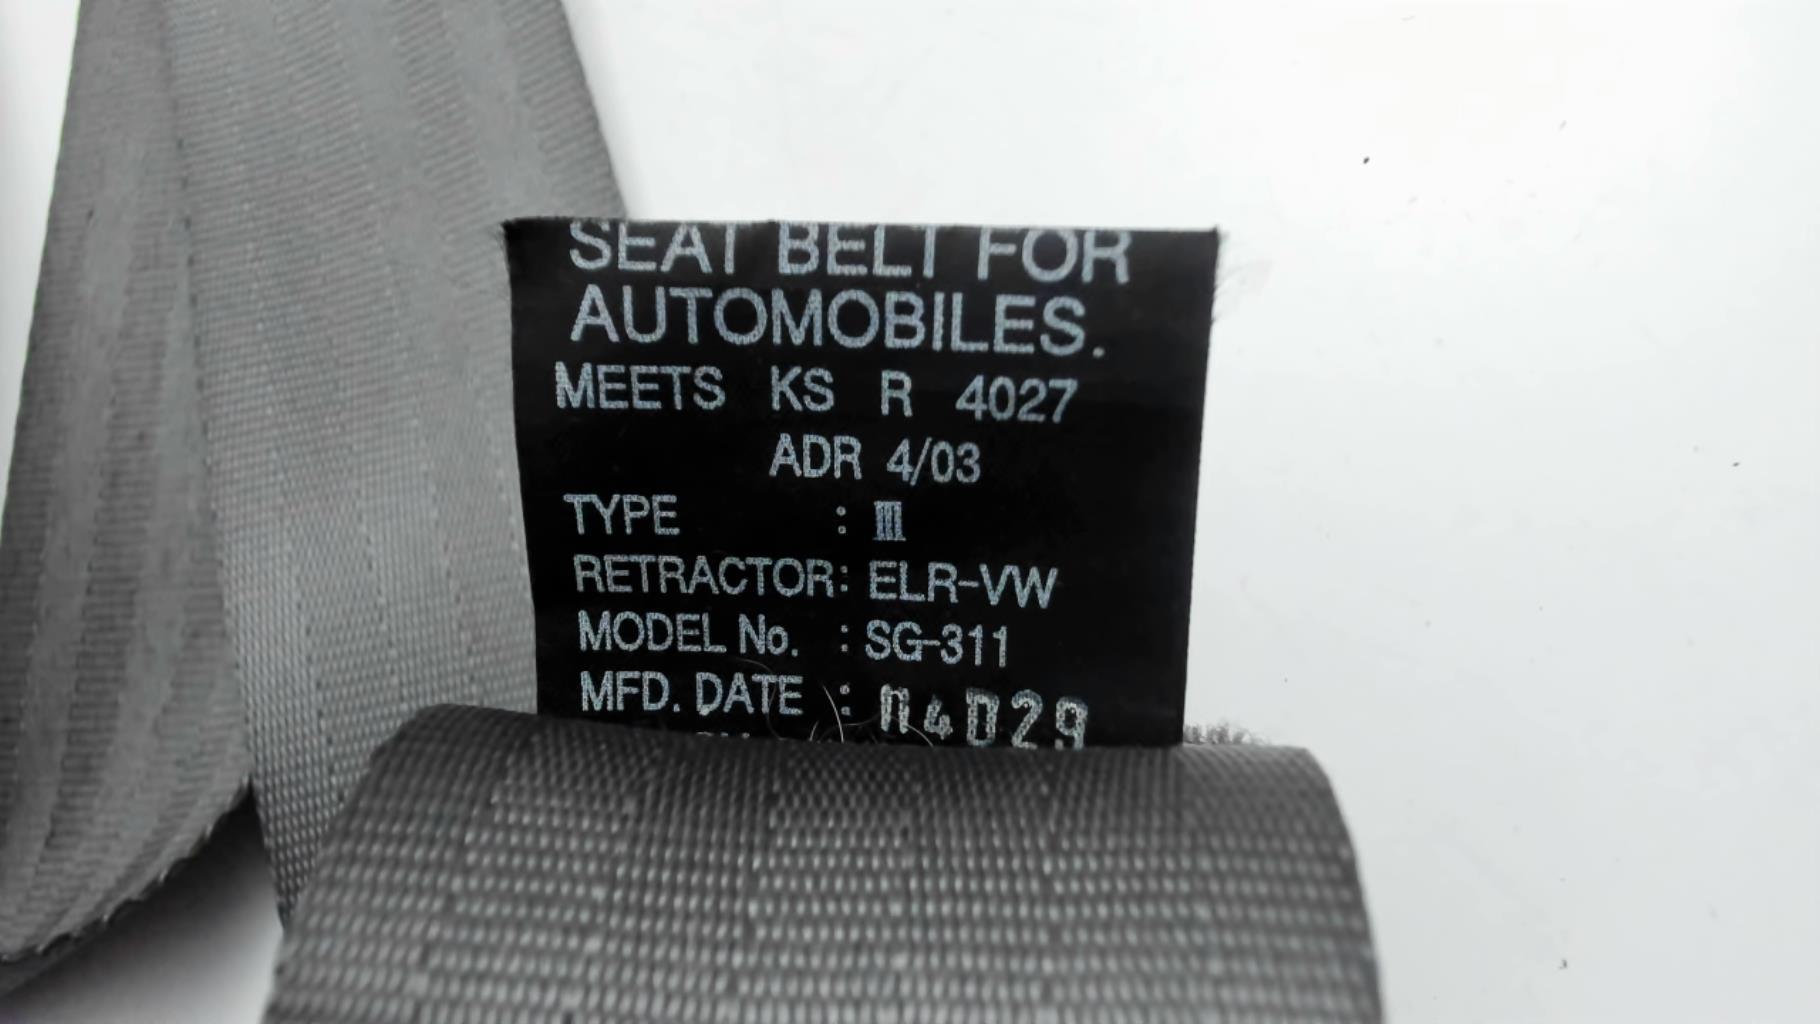 SEAT BELT FOR
AUTOMOBILES.
MEETS KS R 4027
ADR 4/03
TYPE : III
RETRACTOR: ELR-VW
MODEL No. : SG-311
MFD. DATE :